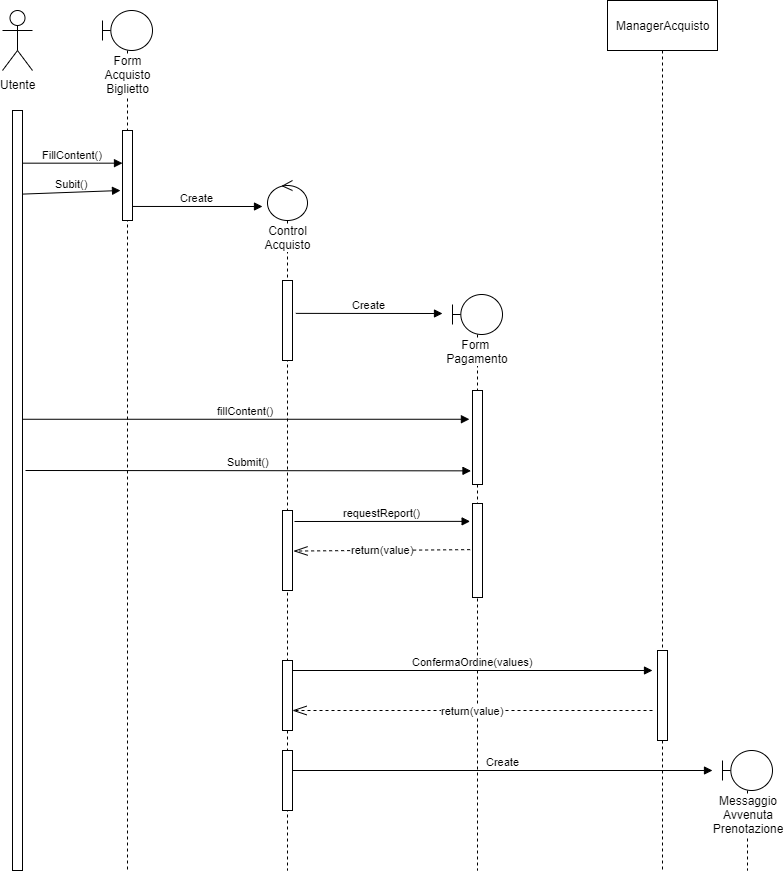 Utente
Form
Acquisto
Biglietto
ManagerAcquisto
FillContent()
Subit()
Create
Control
Acquisto
Create
Form
Pagamento
fillContent()
Submit()
requestReport()
return(value)
ConfermaOrdine(values)
return(value)
Create
Messaggio
Avvenuta
Prenotazione